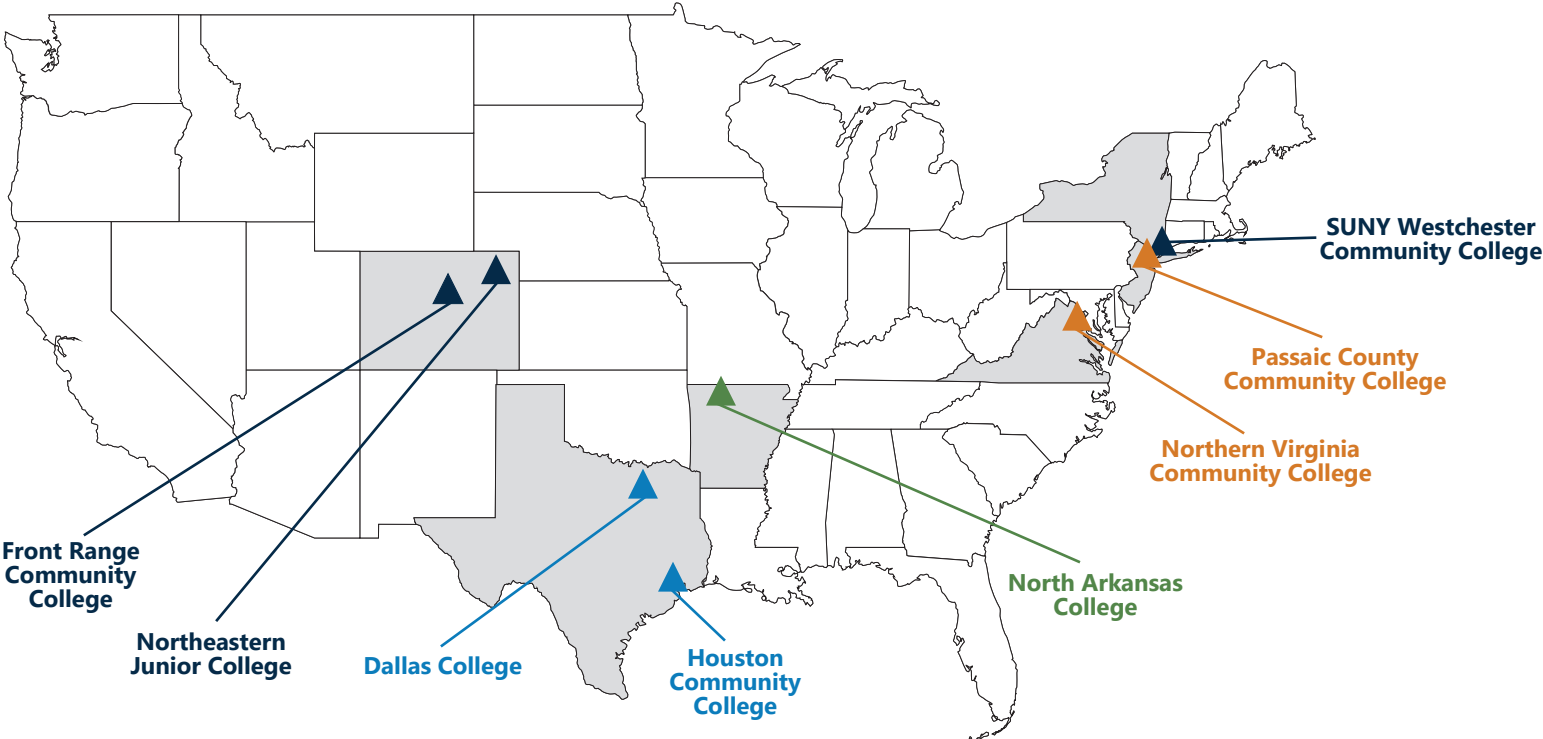 SUNY Westchester
Community College
Passaic County
Community College
Northern Virginia
Community College
North Arkansas
College
Front Range
Community
College
Northeastern
Junior College
Dallas College
Houston
Community
College